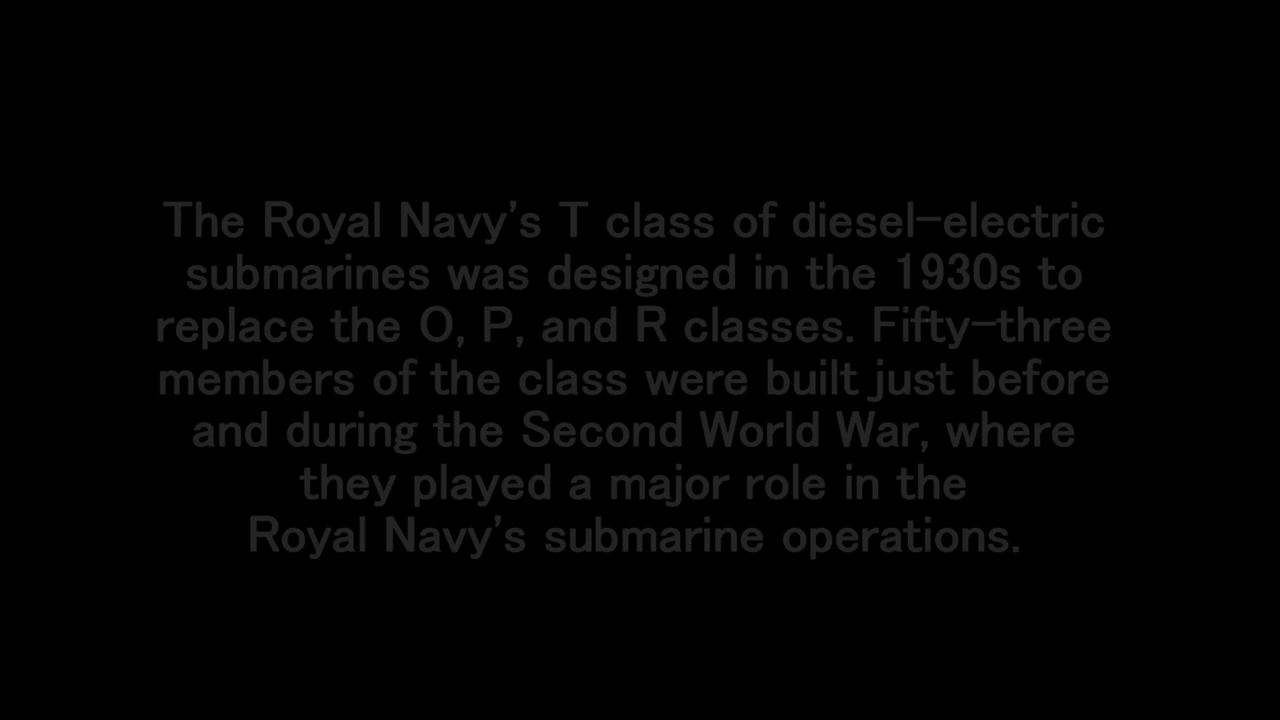 The Royal Navy's T class of diesel-electric
submarines was designed in the 1930s to
replace the O, P, and R classes. Fifty-three
members of the class were built just before
and during the Second World War, where
they played a major role in the
Royal Navy's submarine operations.